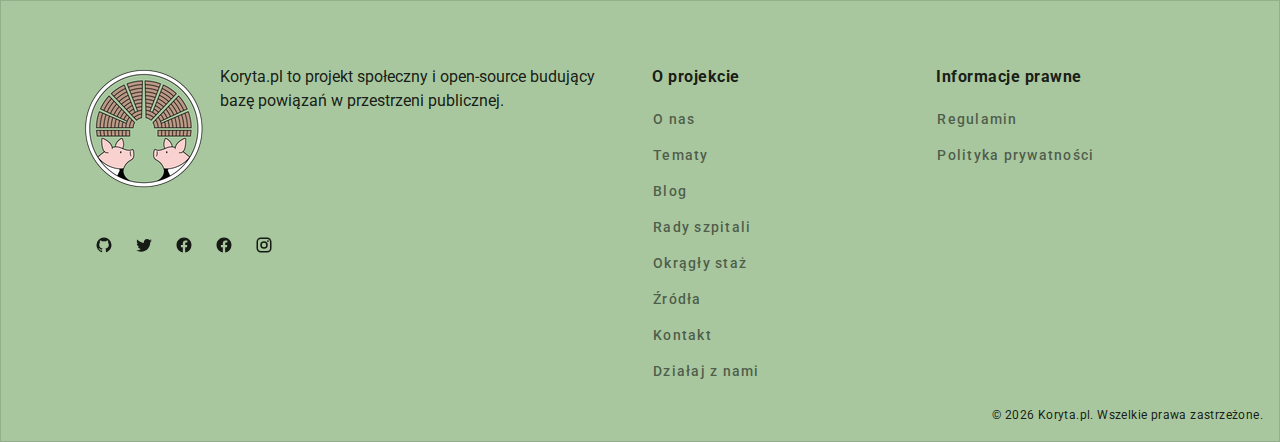 Koryta.pl to projekt społeczny i open-source budujący
bazę powiązań w przestrzeni publicznej.
O projekcie
O nas
Tematy
Blog
Rady szpitali
Okrągły staż
Źródła
Kontakt
Działaj z nami
Informacje prawne
Regulamin
Polityka prywatności
© 2026 Koryta.pl. Wszelkie prawa zastrzeżone.